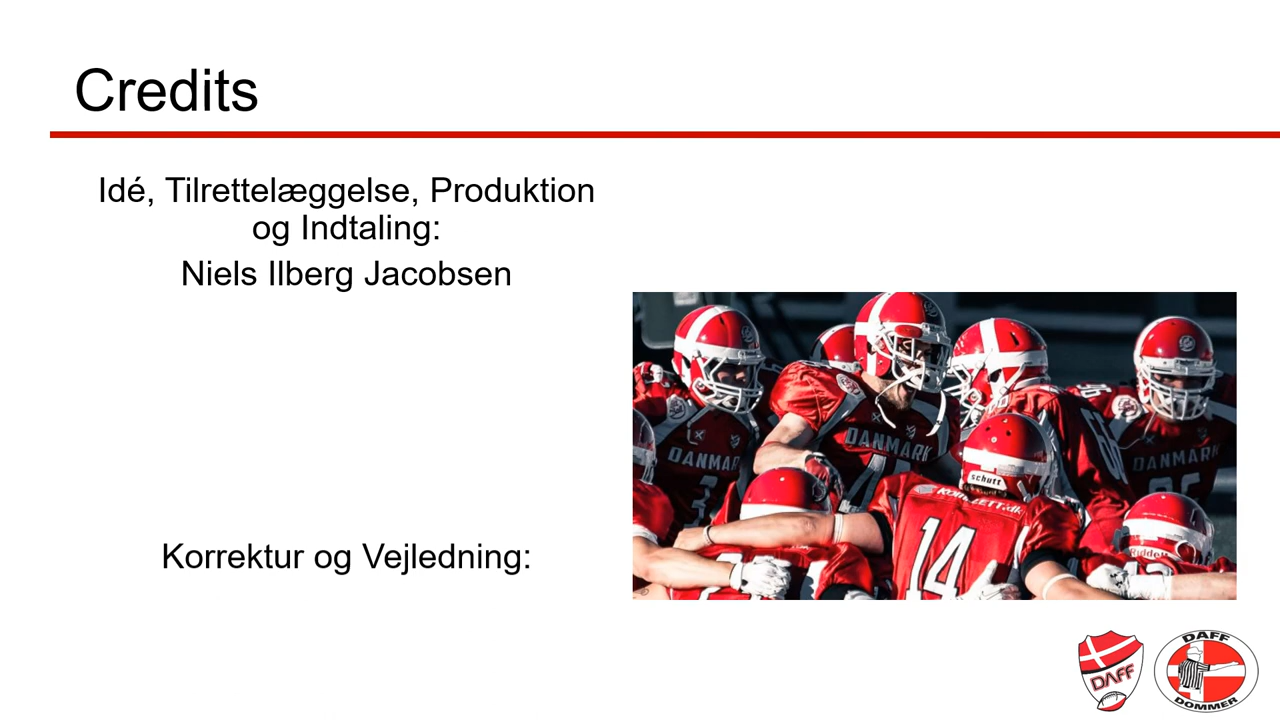 Credits
Idé, Tilrettelæggelse, Produktion
og Indtaling:
Niels Ilberg Jacobsen
Korrektur og Vejledning:
DANMARK
DANMARK
schutt
14
Riddell
DAFF
DAFF
DOMMER